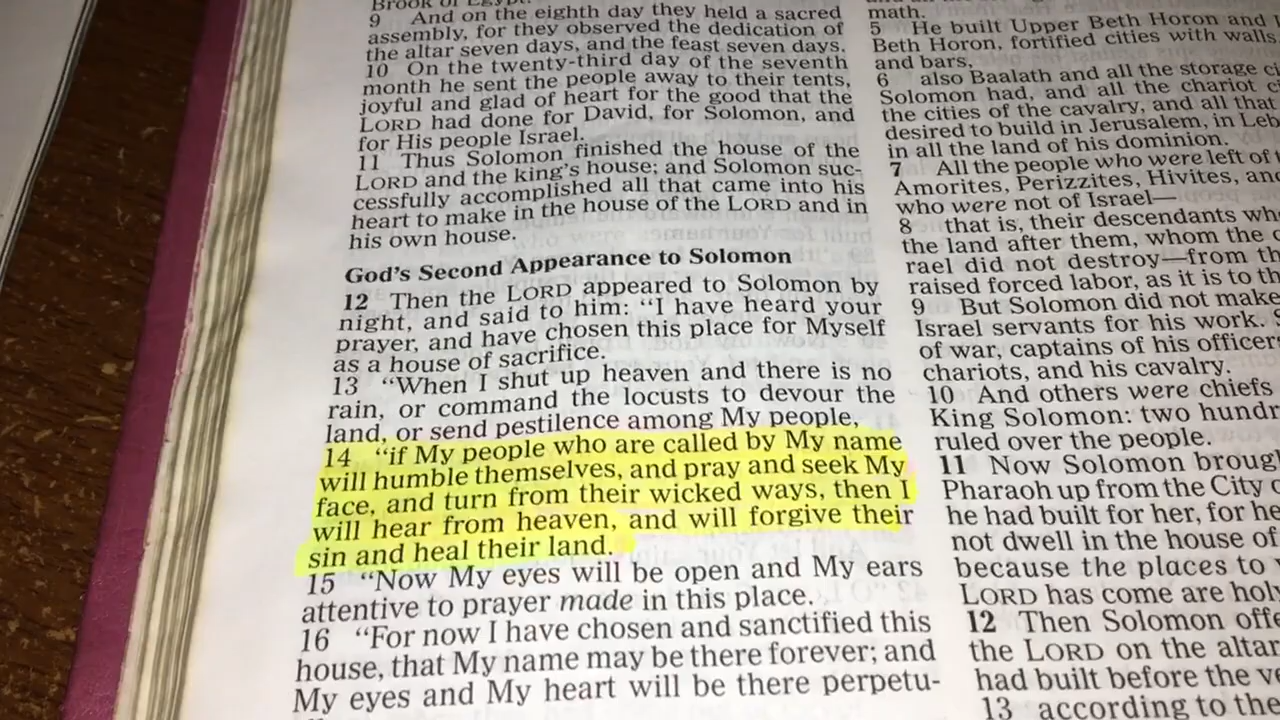 Brook of Egypt.
9 And on the eighth day they held a sacred
assembly, for they observed the dedication of
the altar seven days, and the feast seven days.
10 On the twenty-third day of the seventh
month he sent the people away to their tents,
joyful and glad of heart for the good that the
LORD had done for David, for Solomon, and
for His people Israel.
11 Thus Solomon finished the house of the
LORD and the king's house; and Solomon suc-
cessfully accomplished all that came into his
heart to make in the house of the LORD and in
his own house.
God's Second Appearance to Solomon
12 Then the LORD appeared to Solomon by
night, and said to him: "I have heard your
prayer, and have chosen this place for Myself
as a house of sacrifice.
13 "When I shut up heaven and there is no
rain, or command the locusts to devour the
land, or send pestilence among My people,
14 "if My people who are called by My name
will humble themselves, and pray and seek My
face, and turn from their wicked ways, then I
will hear from heaven, and will forgive their
sin and heal their land.
15 "Now My eyes will be open and My ears
attentive to prayer made in this place.
16 "For now I have chosen and sanctified this
house, that My name may be there forever; and
My eyes and My heart will be there perpetu-
math.
5 He built Upper Beth Horon and
Beth Horon, fortified cities with walls,
and bars,
6 also Baalath and all the storage
Solomon had, and all the chariot
the cities of the cavalry, and all that
desired to build in Jerusalem, in
in all the land of his dominion.
7 All the people who were left of
Amorites, Perizzites, Hivites, and
who were not of Israel—
8 that is, their descendants
the land after them, whom the
rael did not destroy—from
raised forced labor, as it is to
9 But Solomon did not make
Israel servants for his work.
of war, captains of his
chariots, and his cavalry.
10 And others were chiefs
King Solomon: two
ruled over the people.
11 Now Solomon
Pharaoh up from the City
he had built for her, for he
not dwell in the house of
because the places to
LORD has come are
12 Then Solomon
the LORD on the altar
had built before the
13 according to the